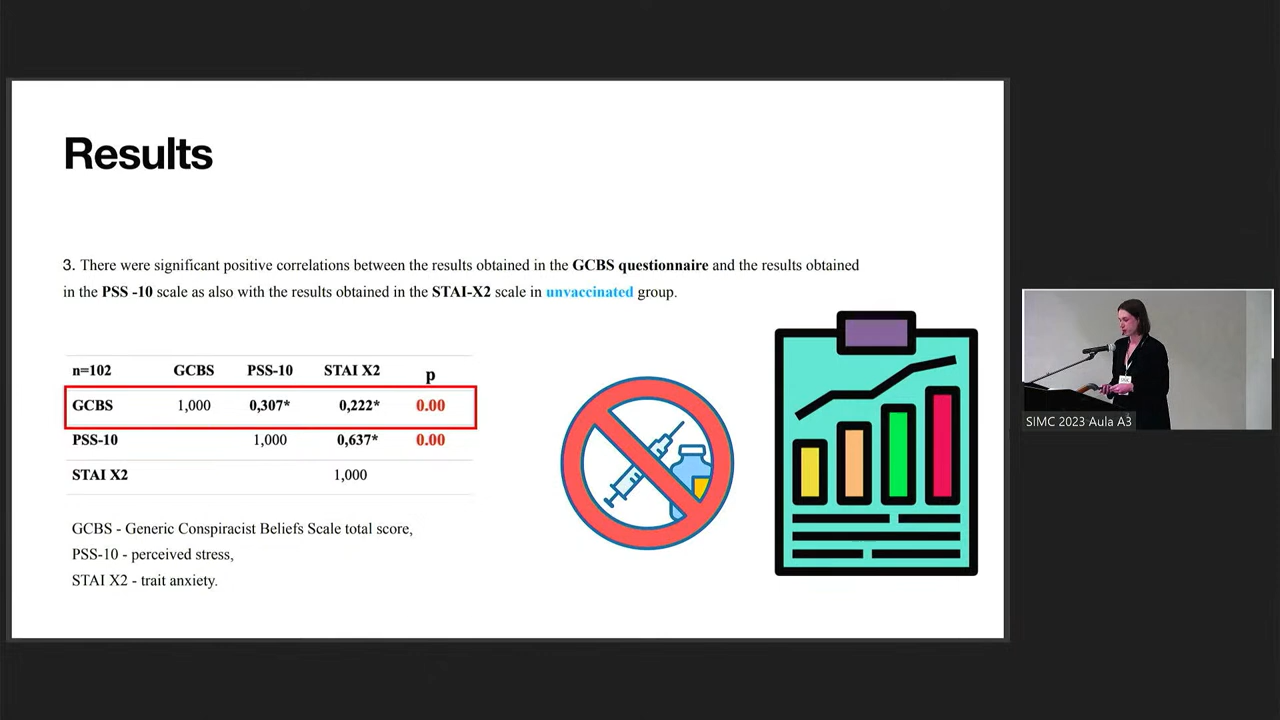 Results
3. There were significant positive correlations between the results obtained in the GCBS questionnaire and the results obtained
in the PSS -10 scale as also with the results obtained in the STAI-X2 scale in unvaccinated group.
n=102 GCBS PSS-10 STAI X2 p
GCBS 1,000 0,307* 0,222* 0.00
PSS-10 1,000 0,637* 0.00
STAI X2 1,000
GCBS - Generic Conspiracist Beliefs Scale total score,
PSS-10 - perceived stress,
STAI X2 - trait anxiety.
SIMC 2023 Aula A3